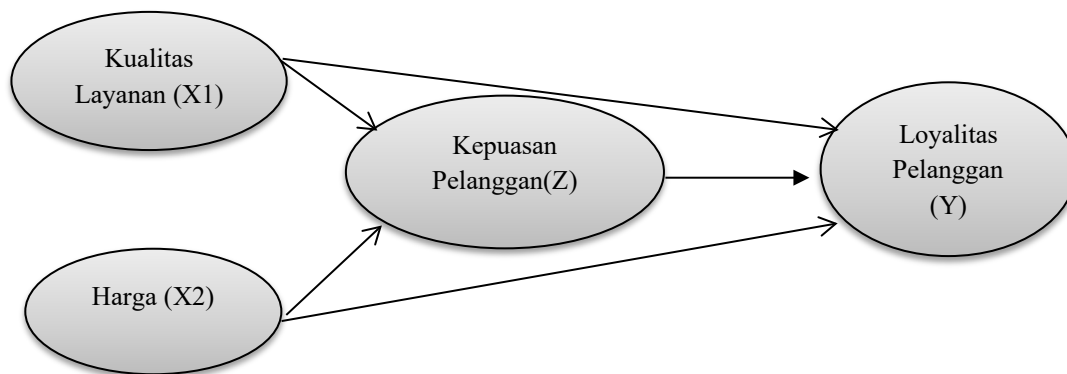 Kualitas
Layanan (X1)
Kepuasan
Pelanggan(Z)
Loyalitas
Pelanggan
(Y)
Harga (X2)